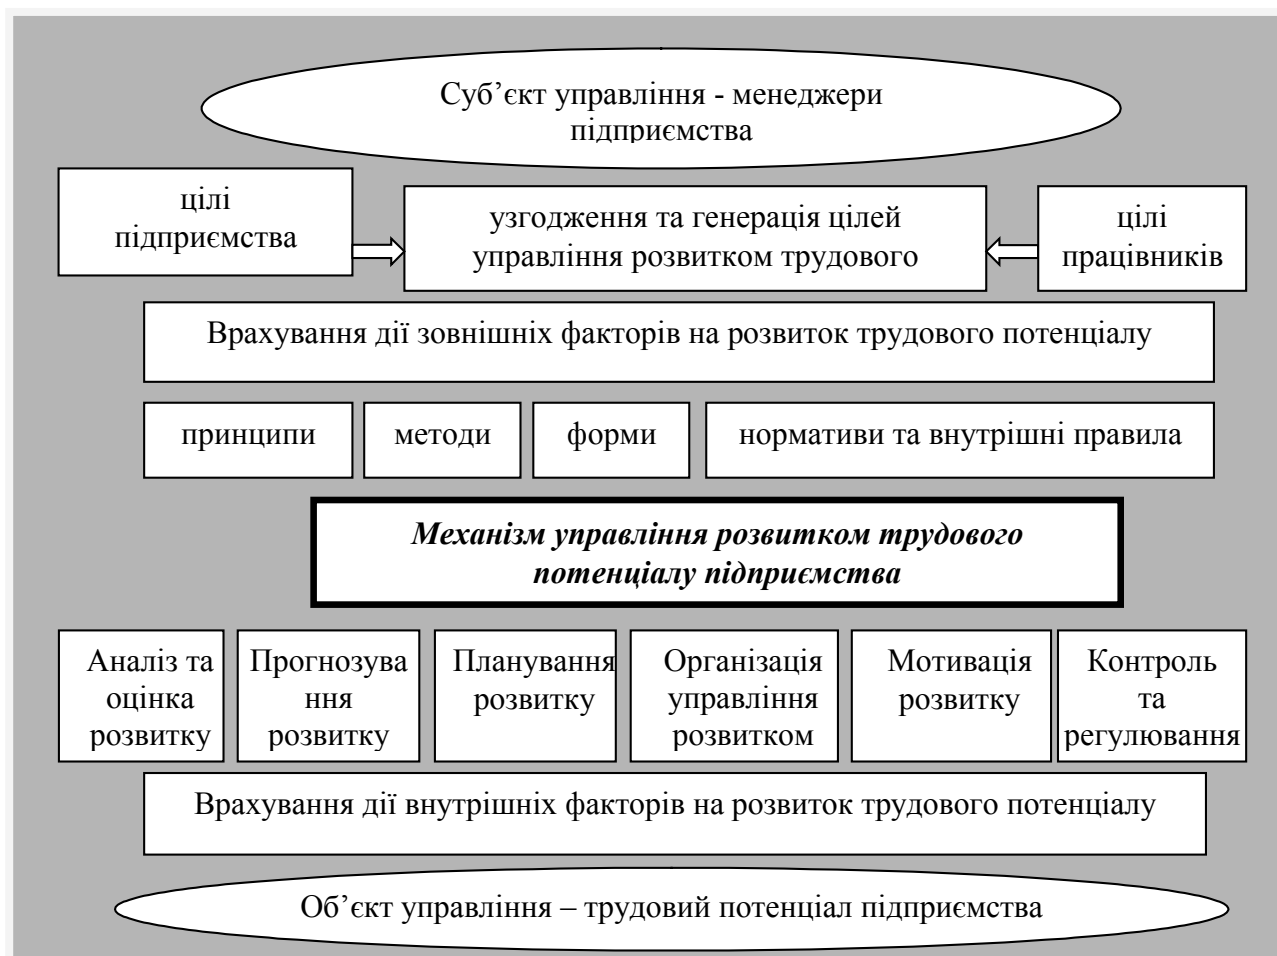 Суб’єкт управління - менеджери
підприємства
цілі
підприємства
узгодження та генерація цілей
управління розвитком трудового
цілі
працівників
Врахування дії зовнішніх факторів на розвиток трудового потенціалу
принципи
методи
форми
нормативи та внутрішні правила
Механізм управління розвитком трудового
потенціалу підприємства
Аналіз та
оцінка
розвитку
Прогнозува
ння
розвитку
Планування
розвитку
Організація
управління
розвитком
Мотивація
розвитку
Контроль
та
регулювання
Врахування дії внутрішніх факторів на розвиток трудового потенціалу
Об’єкт управління – трудовий потенціал підприємства